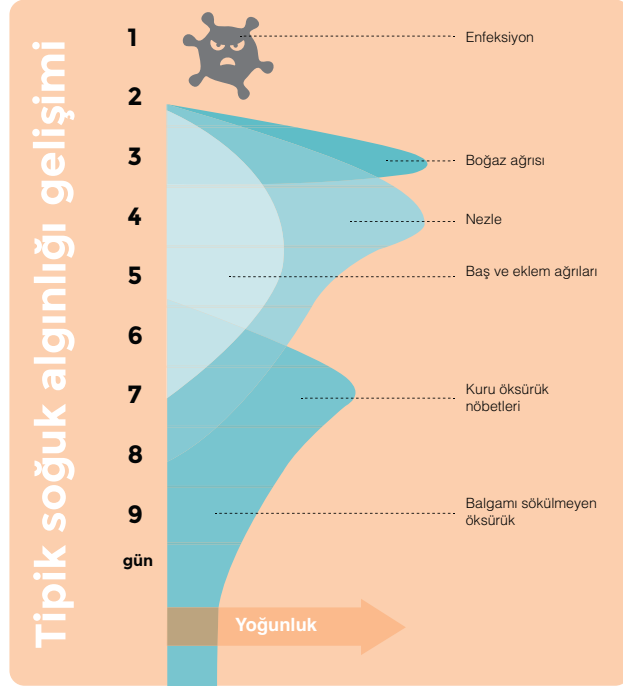 Tipik soğuk algınlığı gelişimi
1
Enfeksiyon
2
3
Boğaz ağrısı
4
Nezle
5
Baş ve eklem ağrıları
6
7
Kuru öksürük
nöbetleri
8
9
Balgamı sökülmeyen
öksürük
gün
Yoğunluk